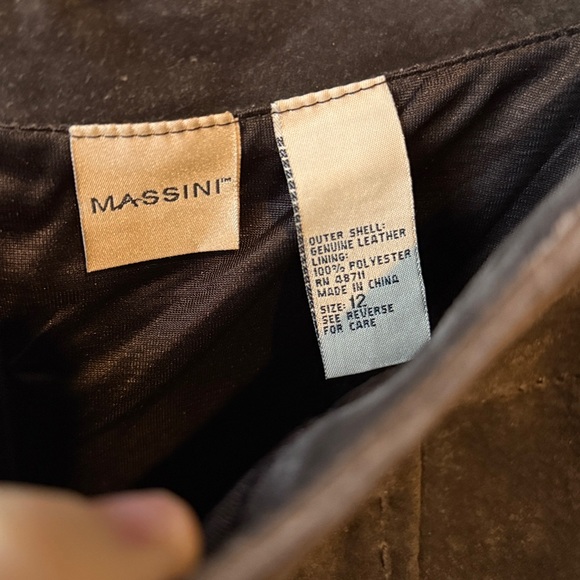 MASSINI™
OUTER SHELL:
GENUINE LEATHER
LINING:
100% POLYESTER
RN 48711
MADE IN CHINA
SIZE: 12
SEE REVERSE
FOR CARE